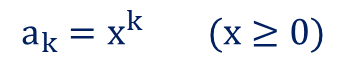 aₖ = xᵏ (x ≥ 0)